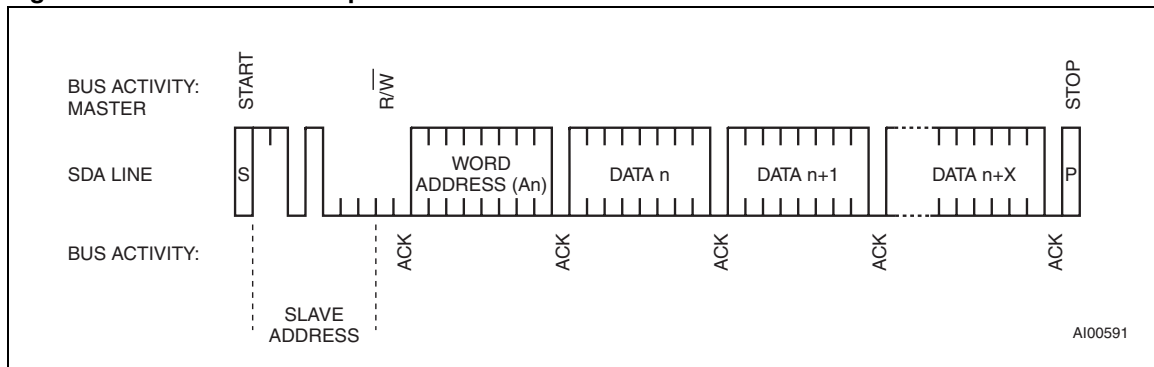 BUS ACTIVITY:
MASTER
START
R/W
STOP
SDA LINE
S
WORD
ADDRESS (An)
DATA n
DATA n+1
DATA n+X
P
BUS ACTIVITY:
ACK
ACK
ACK
ACK
ACK
SLAVE
ADDRESS
AI00591